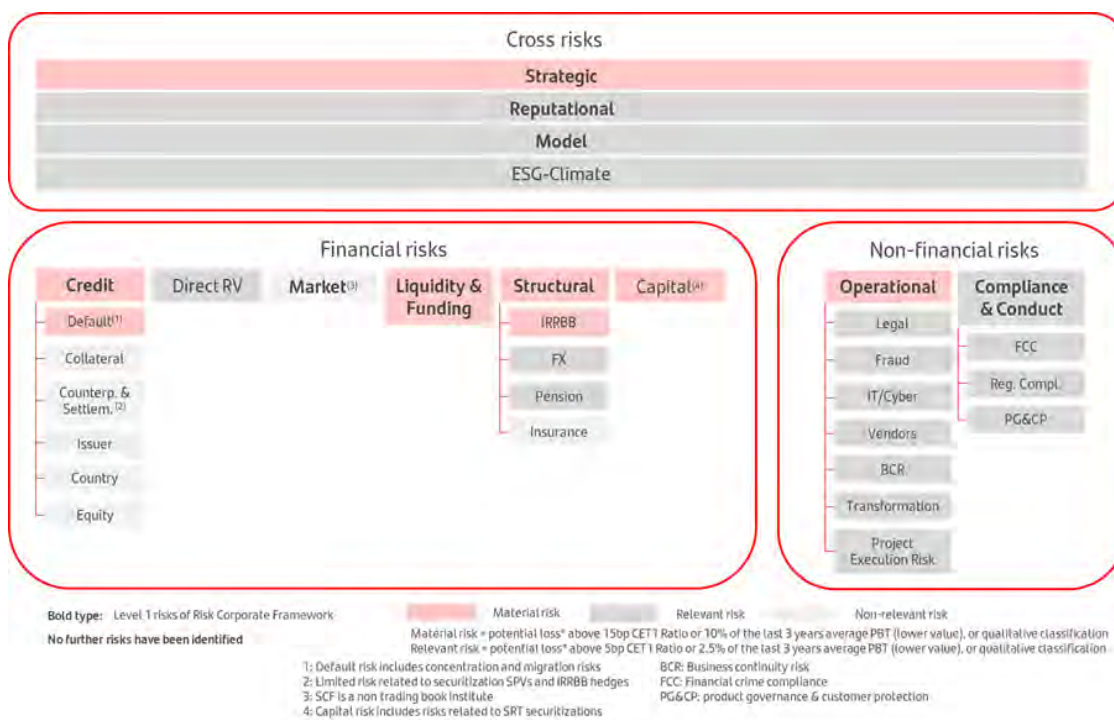 Cross risks
Strategic
Reputational
Model
ESG-Climate
Financial risks
Credit
Direct RV
Market(3)
Liquidity &
Funding
Structural
Capital(4)
Default(1)
Collateral
Counterp. &
Settlem. (2)
Issuer
Country
Equity
IRRBB
FX
Pension
Insurance
Non-financial risks
Operational
Compliance
& Conduct
Legal
Fraud
IT/Cyber
Vendors
BCR
Transformation
Project
Execution Risk
FCC
Reg. Compl.
PG&CP
Bold type: Level 1 risks of Risk Corporate Framework
Material risk
Relevant risk
Non-relevant risk
No further risks have been identified
Material risk = potential loss* above 15bp CET1 Ratio or 10% of the last 3 years average PBT (lower value), or qualitative classification
Relevant risk = potential loss* above 5bp CET1 Ratio or 2.5% of the last 3 years average PBT (lower value), or qualitative classification
1: Default risk includes concentration and migration risks
2: Limited risk related to securitization SPVs and IRRBB hedges
3: SCF is a non trading book institute
4: Capital risk includes risks related to SRT securitizations
BCR: Business continuity risk
FCC: Financial crime compliance
PG&CP: product governance & customer protection